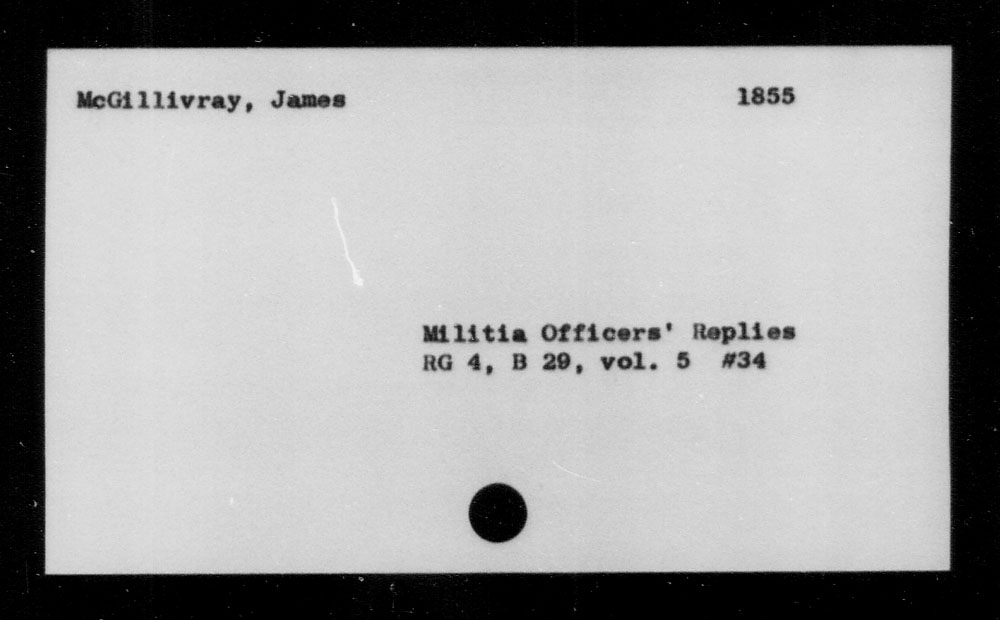 McGillivray, James 1855
Militia Officers' Replies
RG 4, B 29, vol. 5 #34